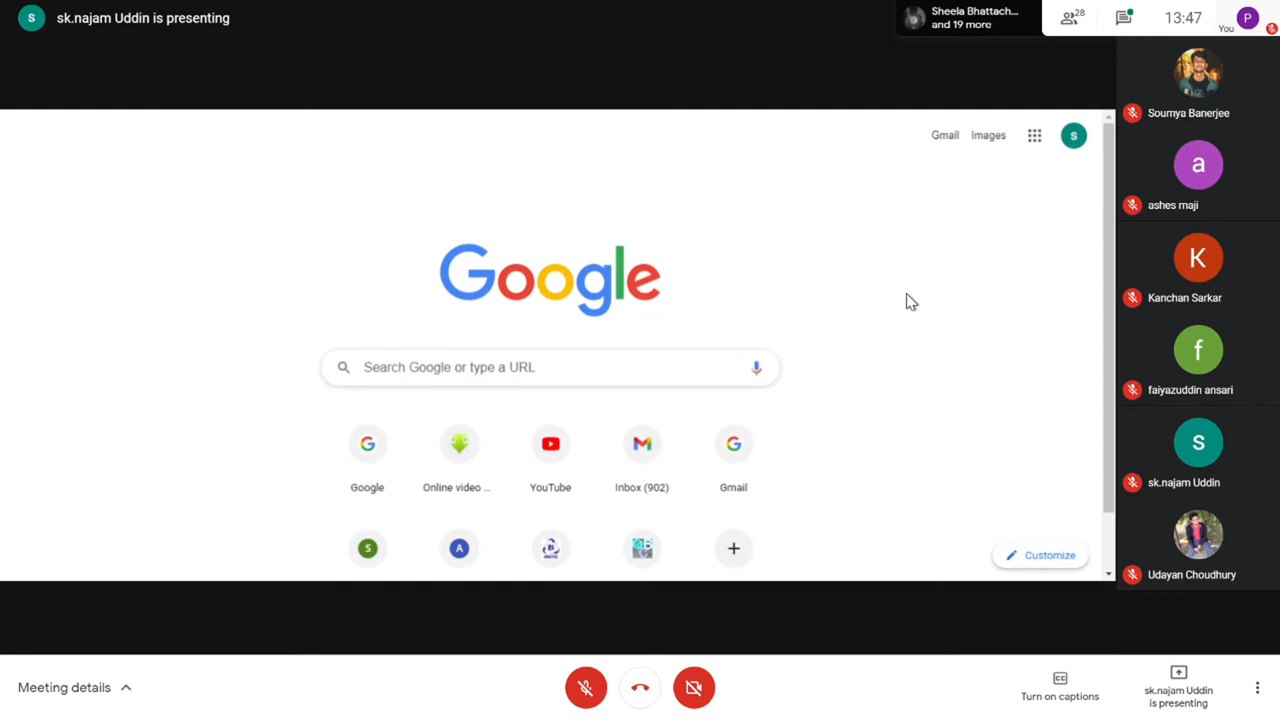 S sk.najam Uddin is presenting
Sheela Bhattach...
and 19 more
28
13:47
You
P
Soumya Banerjee
a
ashes maji
K
Kanchan Sarkar
f
faiyazuddin ansari
s
sk.najam Uddin
Udayan Choudhury
Gmail Images S
Google
Search Google or type a URL
Google Online video ... YouTube Inbox (902) Gmail
S A
Customize
Meeting details
CC
Turn on captions
sk.najam Uddin
is presenting